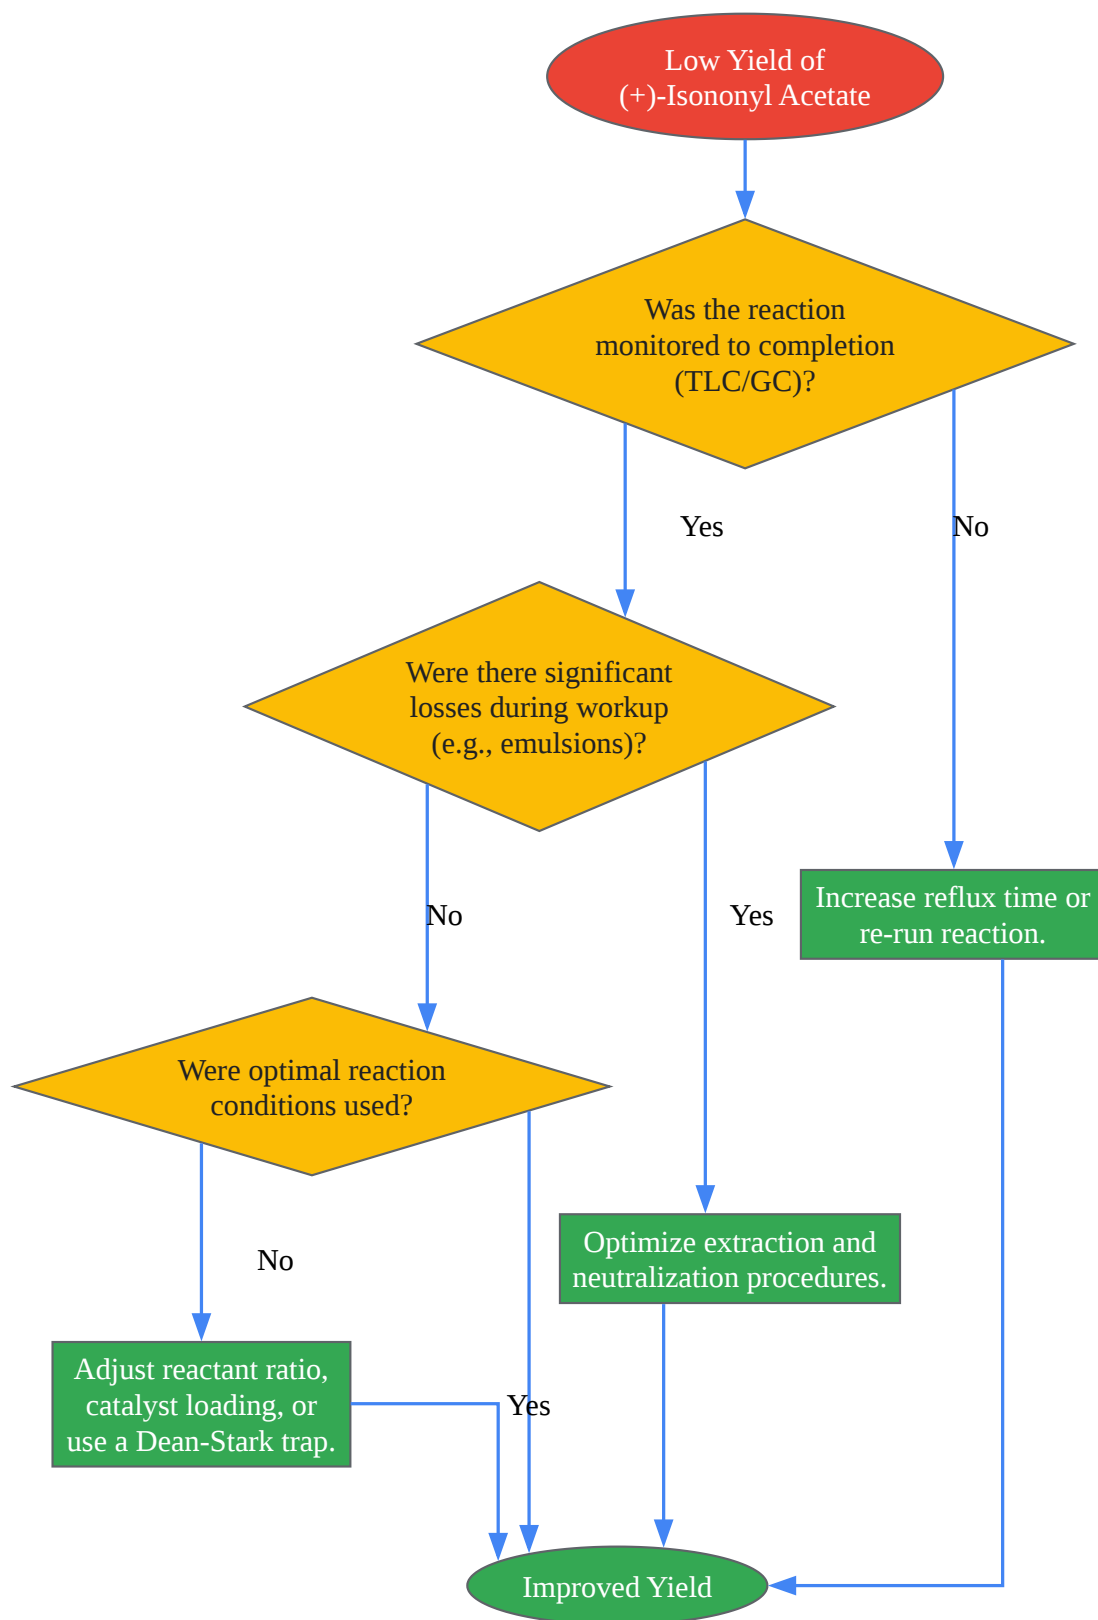 Low Yield of
(+)-Isononyl Acetate
Was the reaction
monitored to completion
(TLC/GC)?
Yes
No
Were there significant
losses during workup
(e.g., emulsions)?
No
Yes
Increase reflux time or
re-run reaction.
Were optimal reaction
conditions used?
No
Optimize extraction and
neutralization procedures.
Adjust reactant ratio,
catalyst loading, or
use a Dean-Stark trap.
Yes
Improved Yield